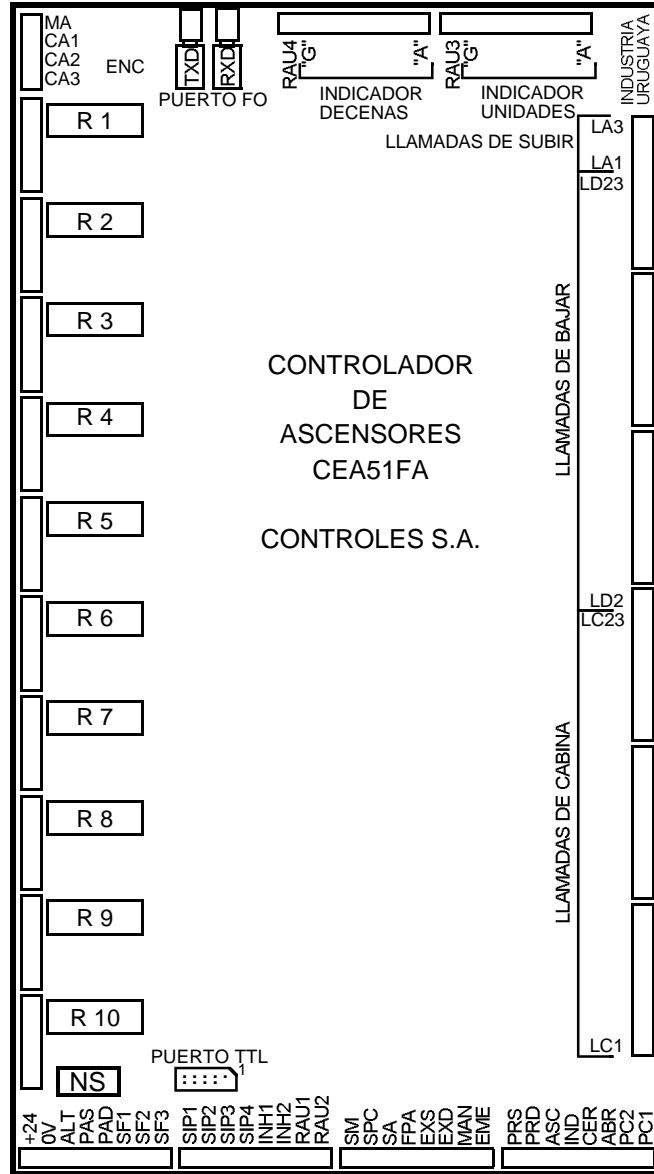 MA
CA1
CA2
CA3
ENC
TXD
RXD
PUERTO FO
RAU4
"G"
"A"
INDICADOR
DECENAS
RAU3
"G"
"A"
INDICADOR
UNIDADES
INDUSTRIA
URUGUAYA
LLAMADAS DE SUBIR
LA3
LA1
LD23
LLAMADAS DE BAJAR
LD2
LC23
LLAMADAS DE CABINA
LC1
R 1
R 2
R 3
R 4
R 5
R 6
R 7
R 8
R 9
R 10
CONTROLADOR
DE
ASCENSORES
CEA51FA
CONTROLES S.A.
NS
PUERTO TTL
1
+24
0V
ALT
PAS
PAD
SF1
SF2
SF3
SIP1
SIP2
SIP3
SIP4
INH1
INH2
RAU1
RAU2
SM
SPC
SA
FPA
EXS
EXD
MAN
EME
PRS
PRD
ASC
IND
CER
ABR
PC2
PC1